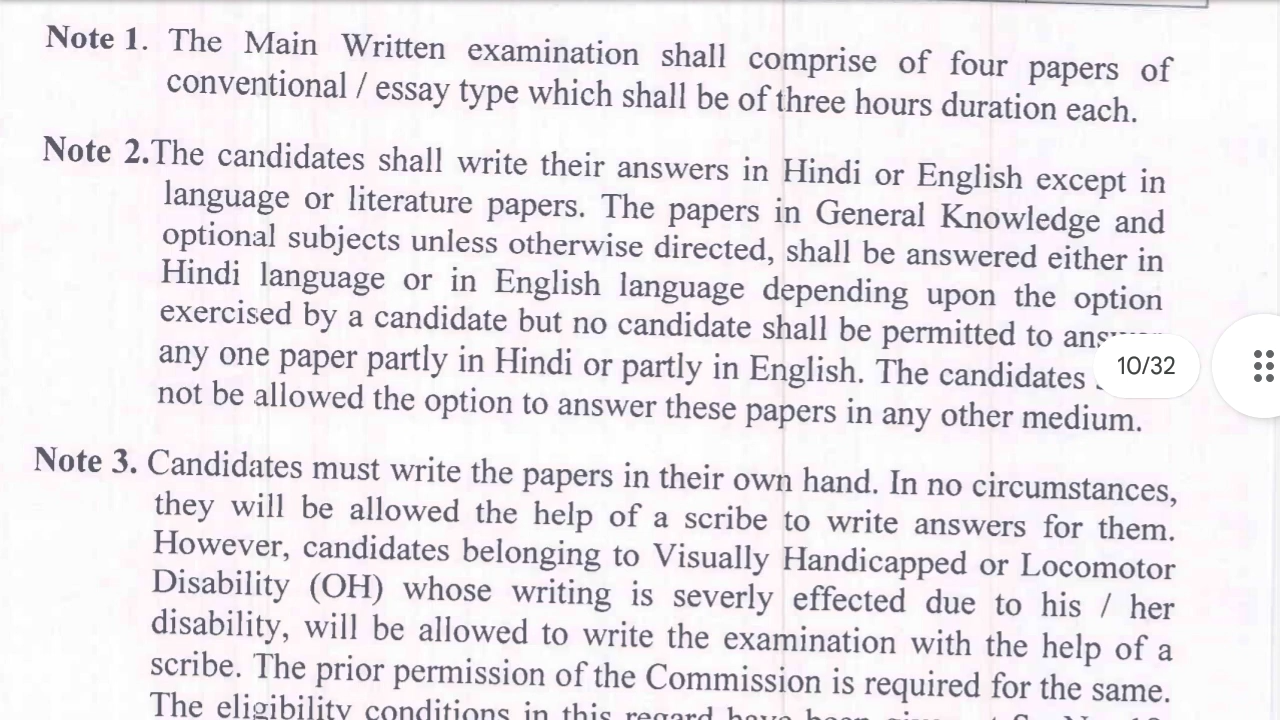 Note 1. The Main Written examination shall comprise of four papers of
conventional / essay type which shall be of three hours duration each.
Note 2.The candidates shall write their answers in Hindi or English except in
language or literature papers. The papers in General Knowledge and
optional subjects unless otherwise directed, shall be answered either in
Hindi language or in English language depending upon the option
exercised by a candidate but no candidate shall be permitted to
any one paper partly in Hindi or partly in English. The candidates
10/32
not be allowed the option to answer these papers in any other medium.
Note 3. Candidates must write the papers in their own hand. In no circumstances,
they will be allowed the help of a scribe to write answers for them.
However, candidates belonging to Visually Handicapped or Locomotor
Disability (OH) whose writing is severly effected due to his / her
disability, will be allowed to write the examination with the help of a
scribe. The prior permission of the Commission is required for the same.
The eligibility conditions in this regard have been